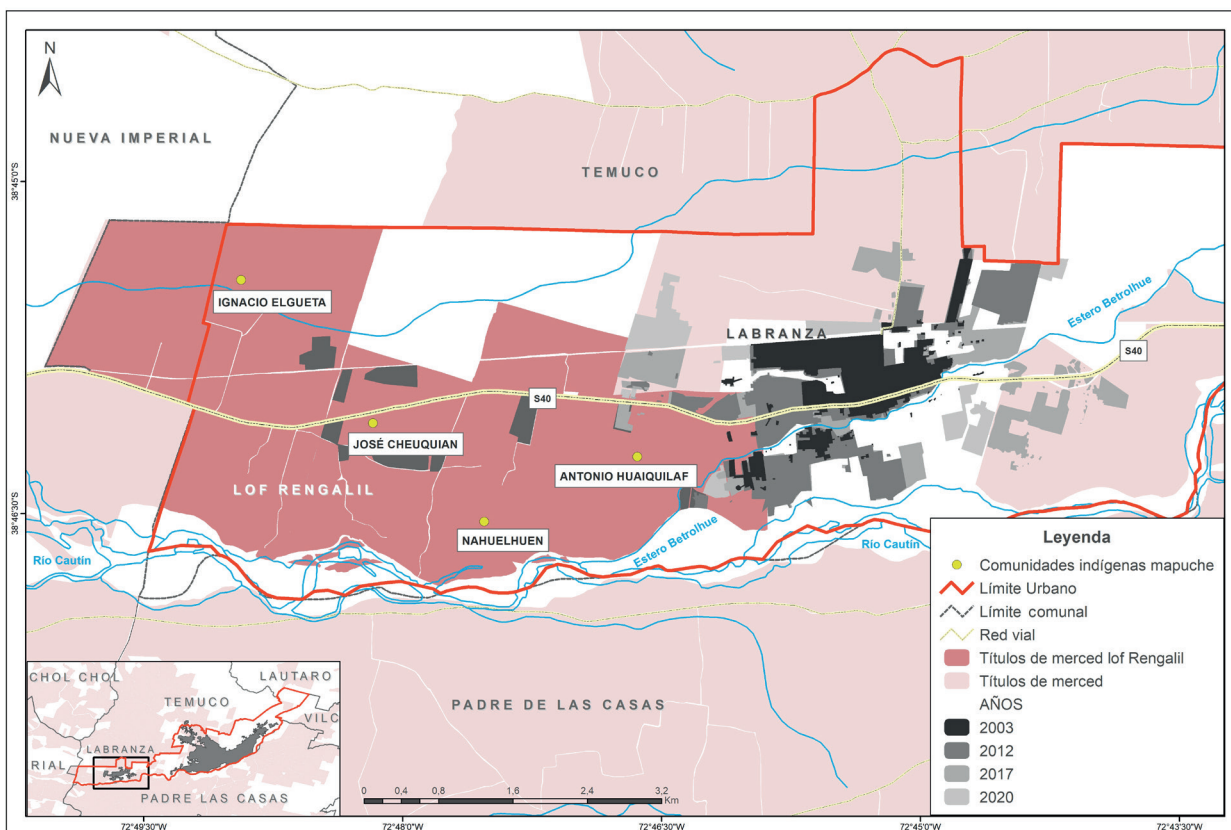 N
NUEVA IMPERIAL
TEMUCO
38°45'0"S
IGNACIO ELGUETA
LABRANZA
Estero Betrolhue
S40
S40
JOSÉ CHEUQUIAN
ANTONIO HUAIQUILAF
LOF RENGALIL
38°46'30"S
NAHUELHUEN
Estero Betrolhue
Río Cautín
Río Cautín
PADRE DE LAS CASAS
Leyenda
Comunidades indígenas mapuche
Límite Urbano
Límite comunal
Red vial
Títulos de merced lof Rengalil
Títulos de merced
AÑOS
2003
2012
2017
2020
CHOL CHOL
LAUTARO
TEMUCO
VILC
LABRANZA
RIAL
PADRE LAS CASAS
0 0,4 0,8 1,6 2,4 3,2
Km
72°49'30"W 72°48'0"W 72°46'30"W 72°45'0"W 72°43'30"W